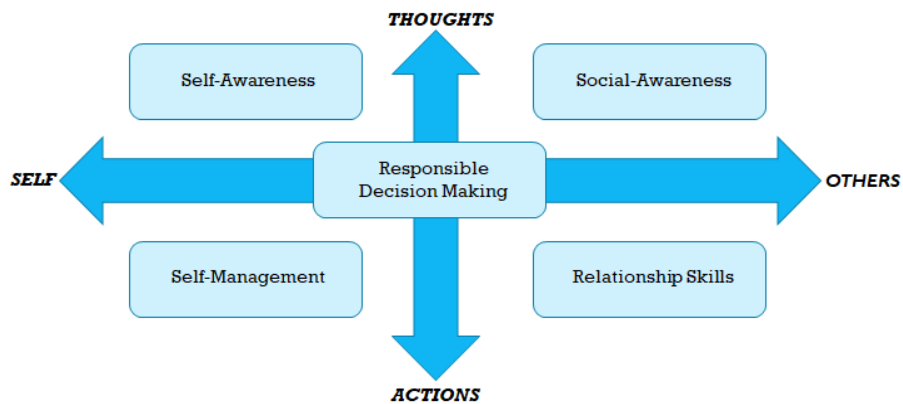 THOUGHTS
Self-Awareness
Social-Awareness
SELF
Responsible
Decision Making
OTHERS
Self-Management
Relationship Skills
ACTIONS